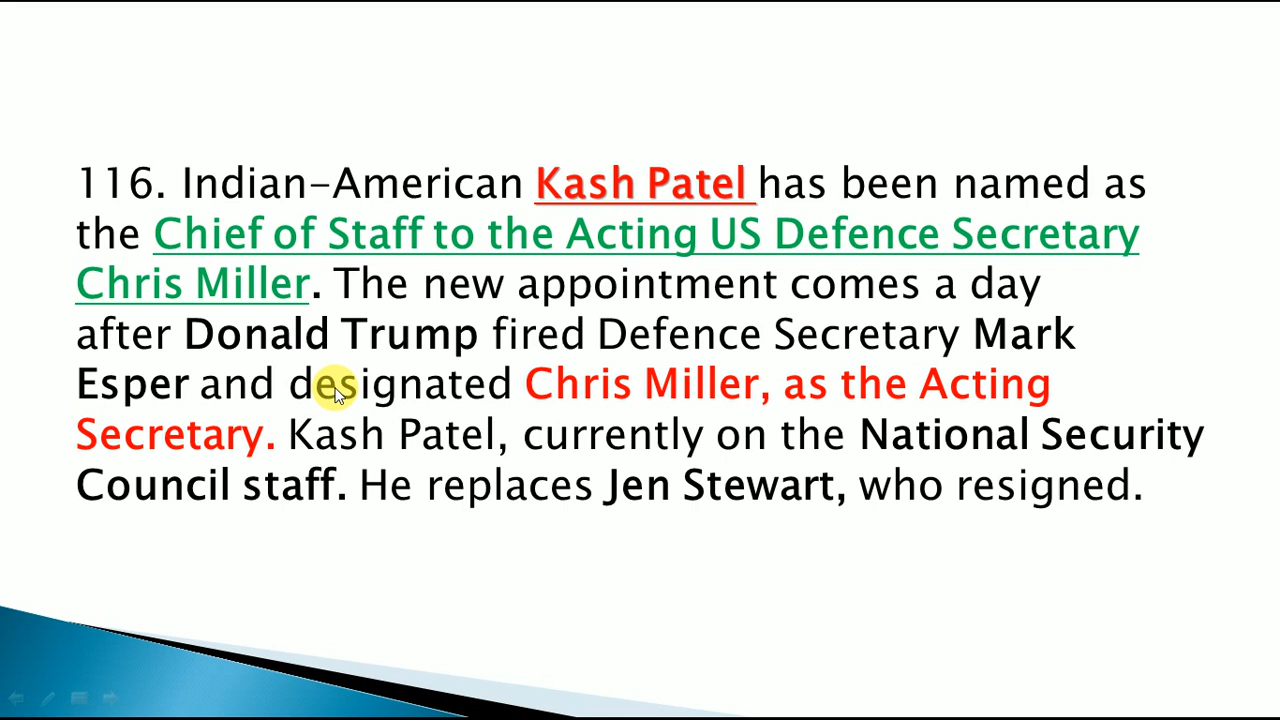 116. Indian-American Kash Patel has been named as
the Chief of Staff to the Acting US Defence Secretary
Chris Miller. The new appointment comes a day
after Donald Trump fired Defence Secretary Mark
Esper and designated Chris Miller, as the Acting
Secretary. Kash Patel, currently on the National Security
Council staff. He replaces Jen Stewart, who resigned.